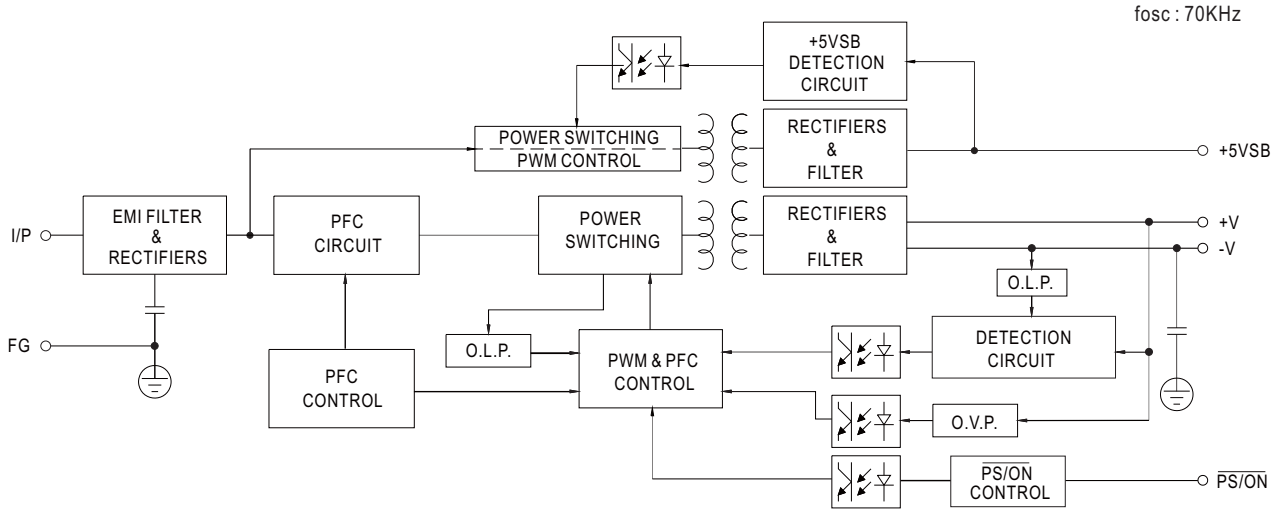 fosc : 70KHz
+5VSB
DETECTION
CIRCUIT
POWER SWITCHING
PWM CONTROL
RECTIFIERS
&
FILTER
+5VSB
I/P
EMI FILTER
&
RECTIFIERS
PFC
CIRCUIT
POWER
SWITCHING
RECTIFIERS
&
FILTER
+V
-V
O.L.P.
FG
O.L.P.
DETECTION
CIRCUIT
PFC
CONTROL
PWM & PFC
CONTROL
O.V.P.
PS/ON
CONTROL
PS/ON